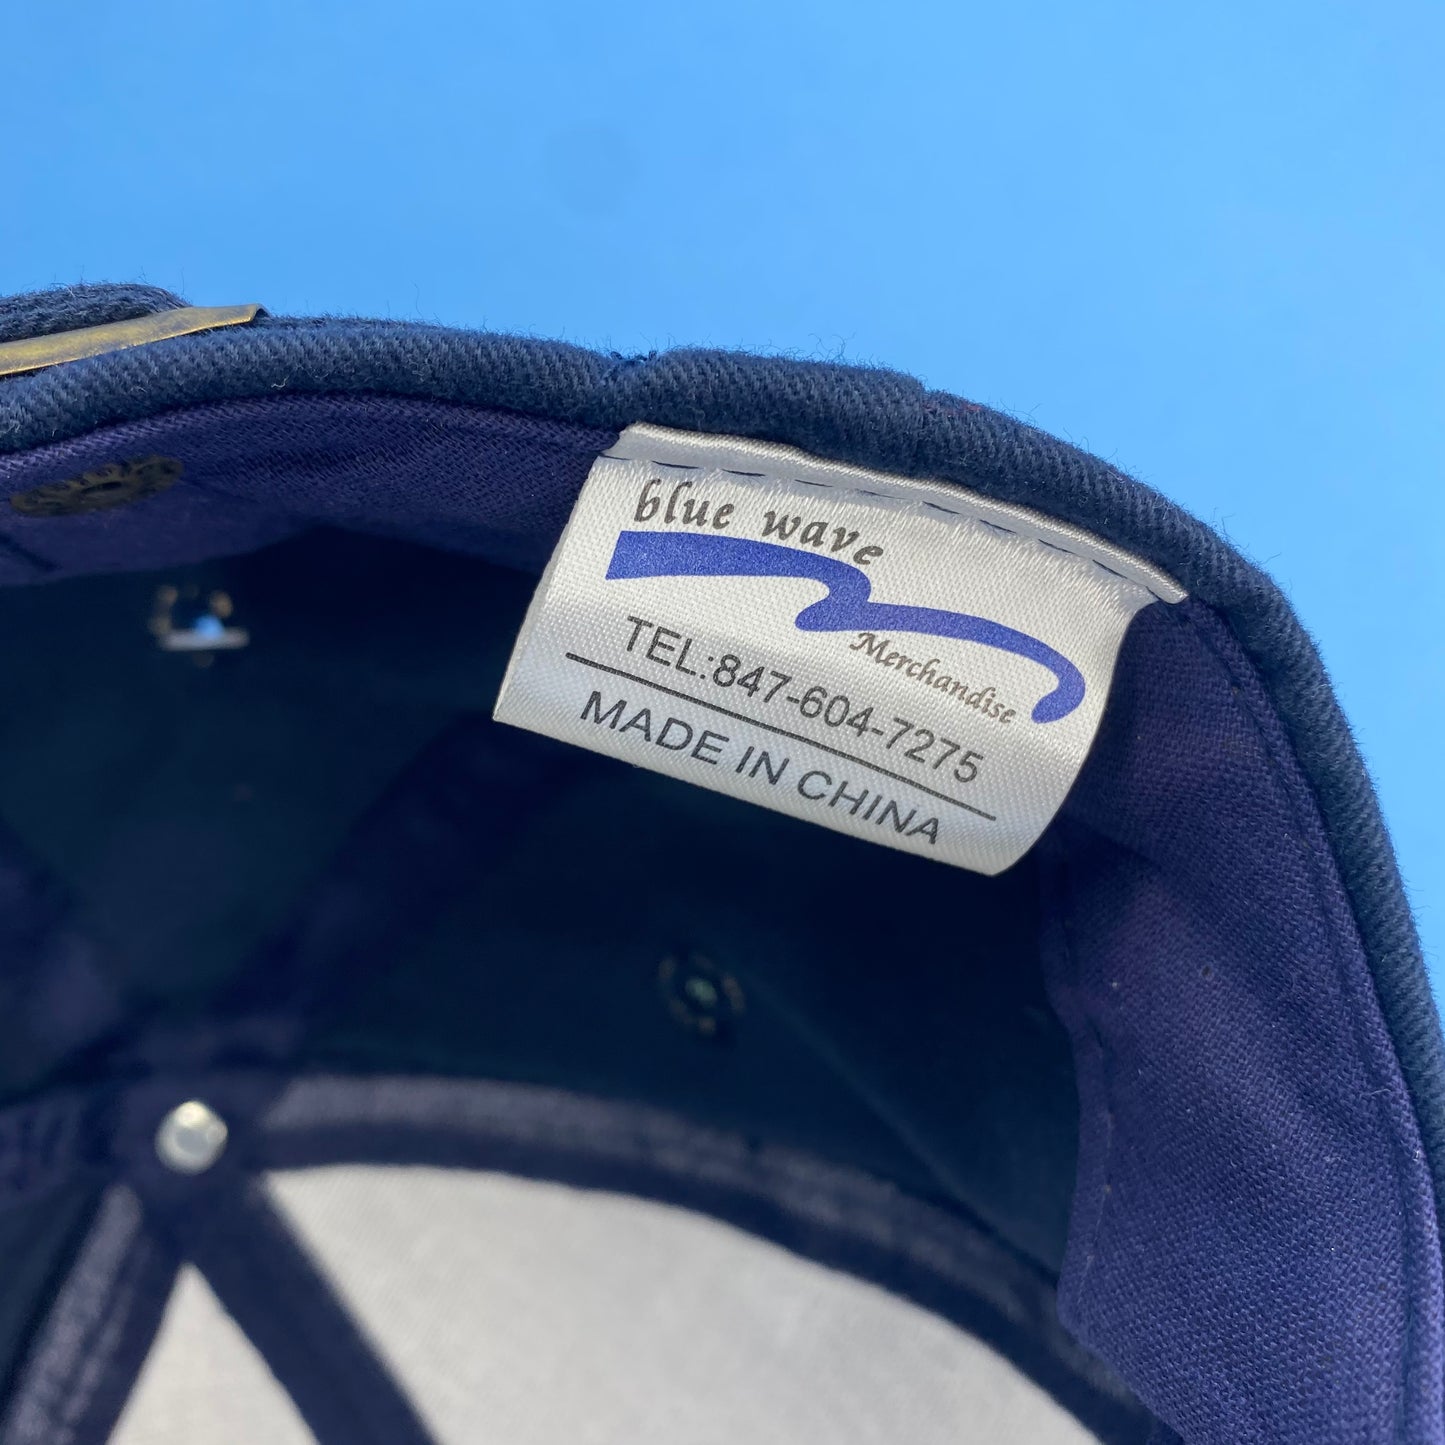 blue wave
Merchandise
TEL:847-604-7275
MADE IN CHINA